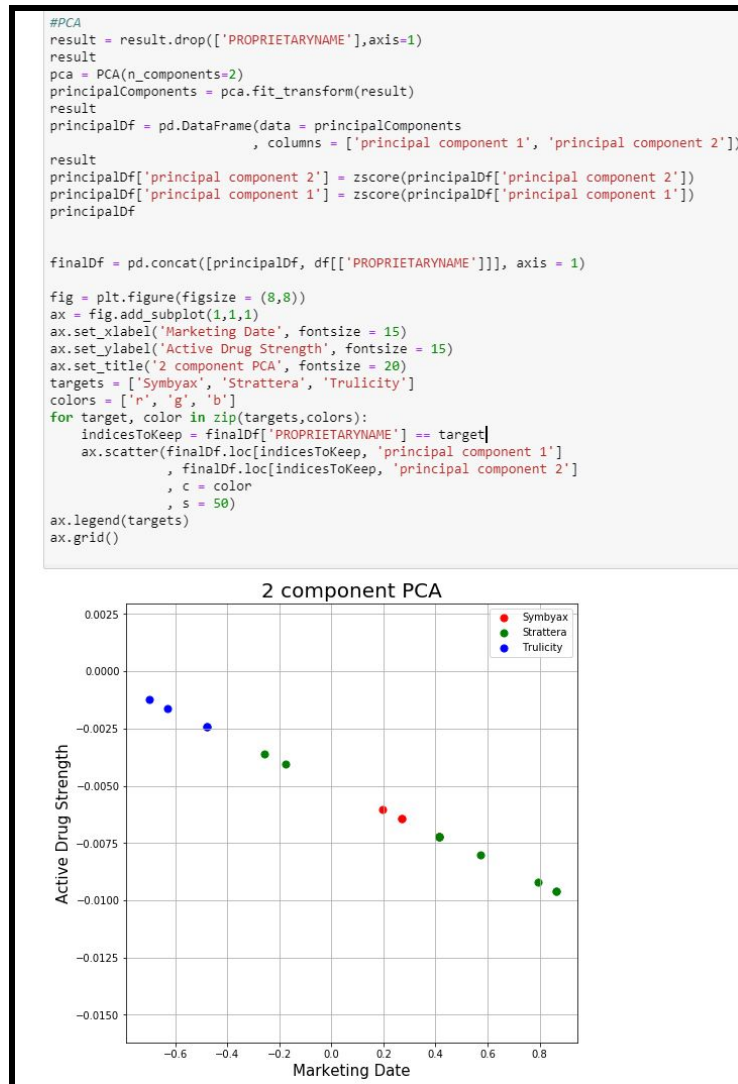 #PCA
result = result.drop(['PROPRIETARYNAME'],axis=1)
result
pca = PCA(n_components=2)
principalComponents = pca.fit_transform(result)
result
principalDf = pd.DataFrame(data = principalComponents
, columns = ['principal component 1', 'principal component 2'])
result
principalDf['principal component 2'] = zscore(principalDf['principal component 2'])
principalDf['principal component 1'] = zscore(principalDf['principal component 1'])
principalDf
finalDf = pd.concat([principalDf, df[['PROPRIETARYNAME']]], axis = 1)
fig = plt.figure(figsize = (8,8))
ax = fig.add_subplot(1,1,1)
ax.set_xlabel('Marketing Date', fontsize = 15)
ax.set_ylabel('Active Drug Strength', fontsize = 15)
ax.set_title('2 component PCA', fontsize = 20)
targets = ['Symbyax', 'Strattera', 'Trulicity']
colors = ['r', 'g', 'b']
for target, color in zip(targets,colors):
indicesToKeep = finalDf['PROPRIETARYNAME'] == target
ax.scatter(finalDf.loc[indicesToKeep, 'principal component 1']
, finalDf.loc[indicesToKeep, 'principal component 2']
, c = color
, s = 50)
ax.legend(targets)
ax.grid()
2 component PCA
Symbyax
Strattera
Trulicity
0.0025
0.0000
−0.0025
−0.0050
−0.0075
−0.0100
−0.0125
−0.0150
Active Drug Strength
−0.6 −0.4 −0.2 0.0 0.2 0.4 0.6 0.8
Marketing Date